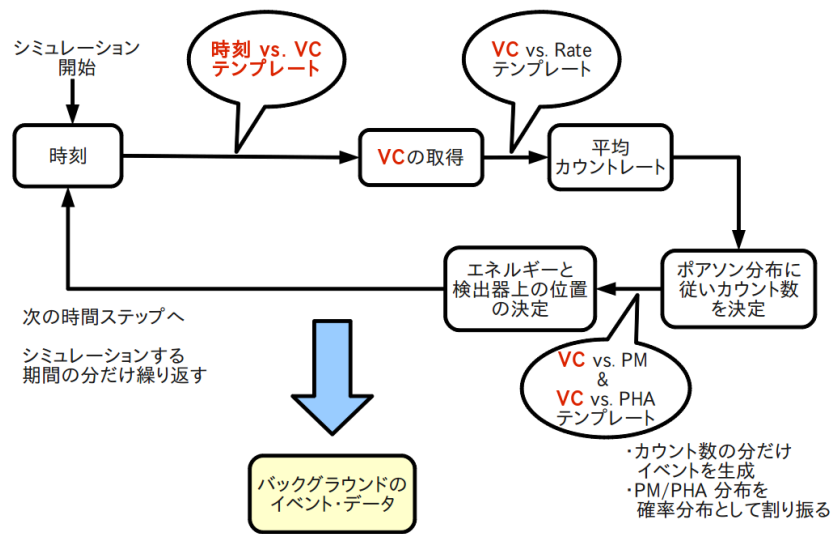 シミュレーション
開始
時刻 vs. VC
テンプレート
VC vs. Rate
テンプレート
時刻
VCの取得
平均
カウントレート
エネルギーと
検出器上の位置
の決定
ポアソン分布に
従いカウント数
を決定
次の時間ステップへ
シミュレーションする
期間の分だけ繰り返す
VC vs. PM
&
VC vs. PHA
テンプレート
・カウント数の分だけ
イベントを生成
・PM/PHA 分布を
確率分布として割り振る
バックグラウンドの
イベント・データ